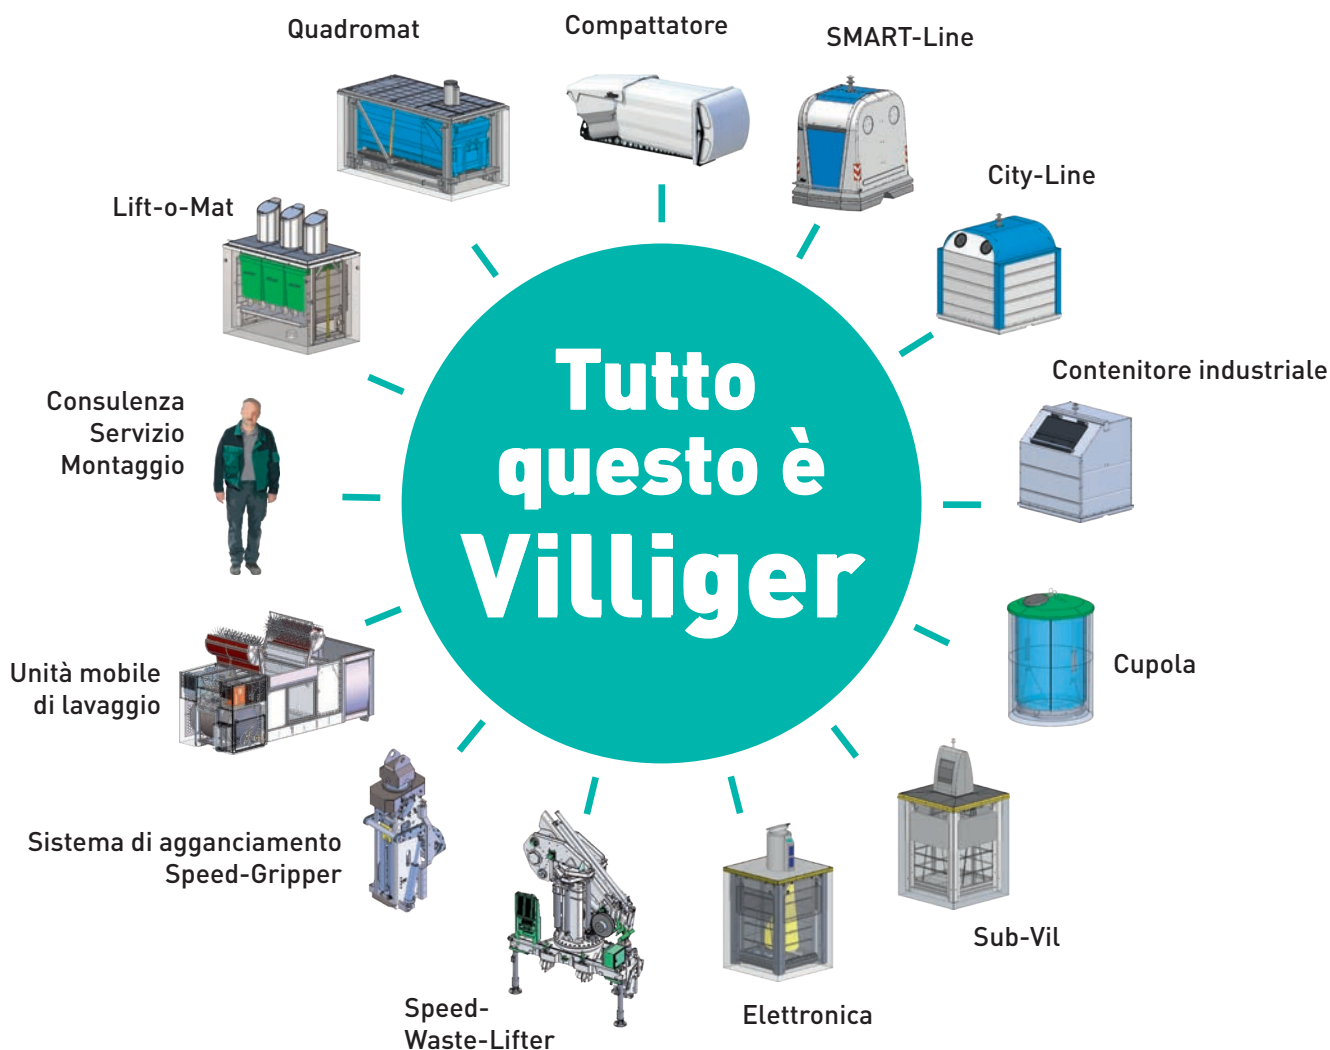 Quadromat
Compattatore
SMART-Line
City-Line
Lift-o-Mat
Contenitore industriale
Consulenza
Servizio
Montaggio
Tutto
questo è
Villiger
Cupola
Unità mobile
di lavaggio
Sistema di agganciamento
Speed-Gripper
Sub-Vil
Speed-
Waste-Lifter
Elettronica